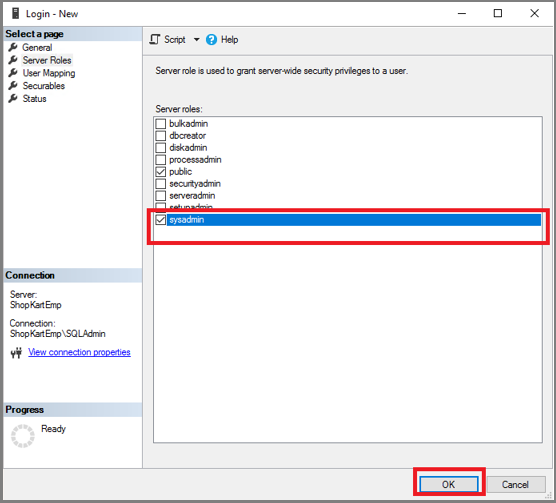 Login - New
Select a page
General
Server Roles
User Mapping
Securables
Status
Script
Help
Server role is used to grant server-wide security privileges to a user.
Server roles:
bulkadmin
dbcreator
diskadmin
processadmin
public
securityadmin
serveradmin
setupadmin
sysadmin
Connection
Server:
ShopKartEmp
Connection:
ShopKartEmp\SQLAdmin
View connection properties
Progress
Ready
OK
Cancel